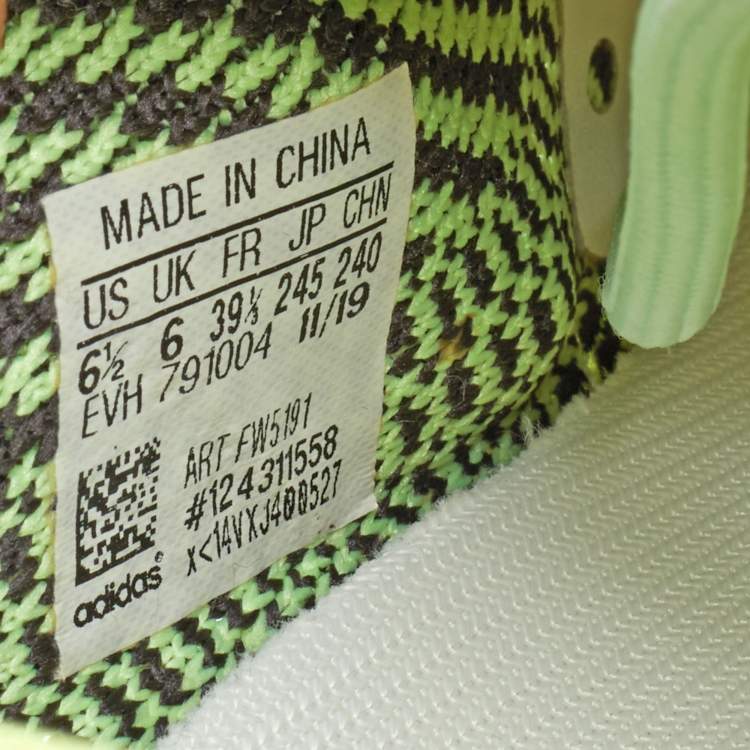 MADE IN CHINA
US UK FR JP CHN
6½ 6 39⅓ 245 240
EVH 791004 11/19
ART FW5191
#124311558
x<14VXJ400527
adidas®